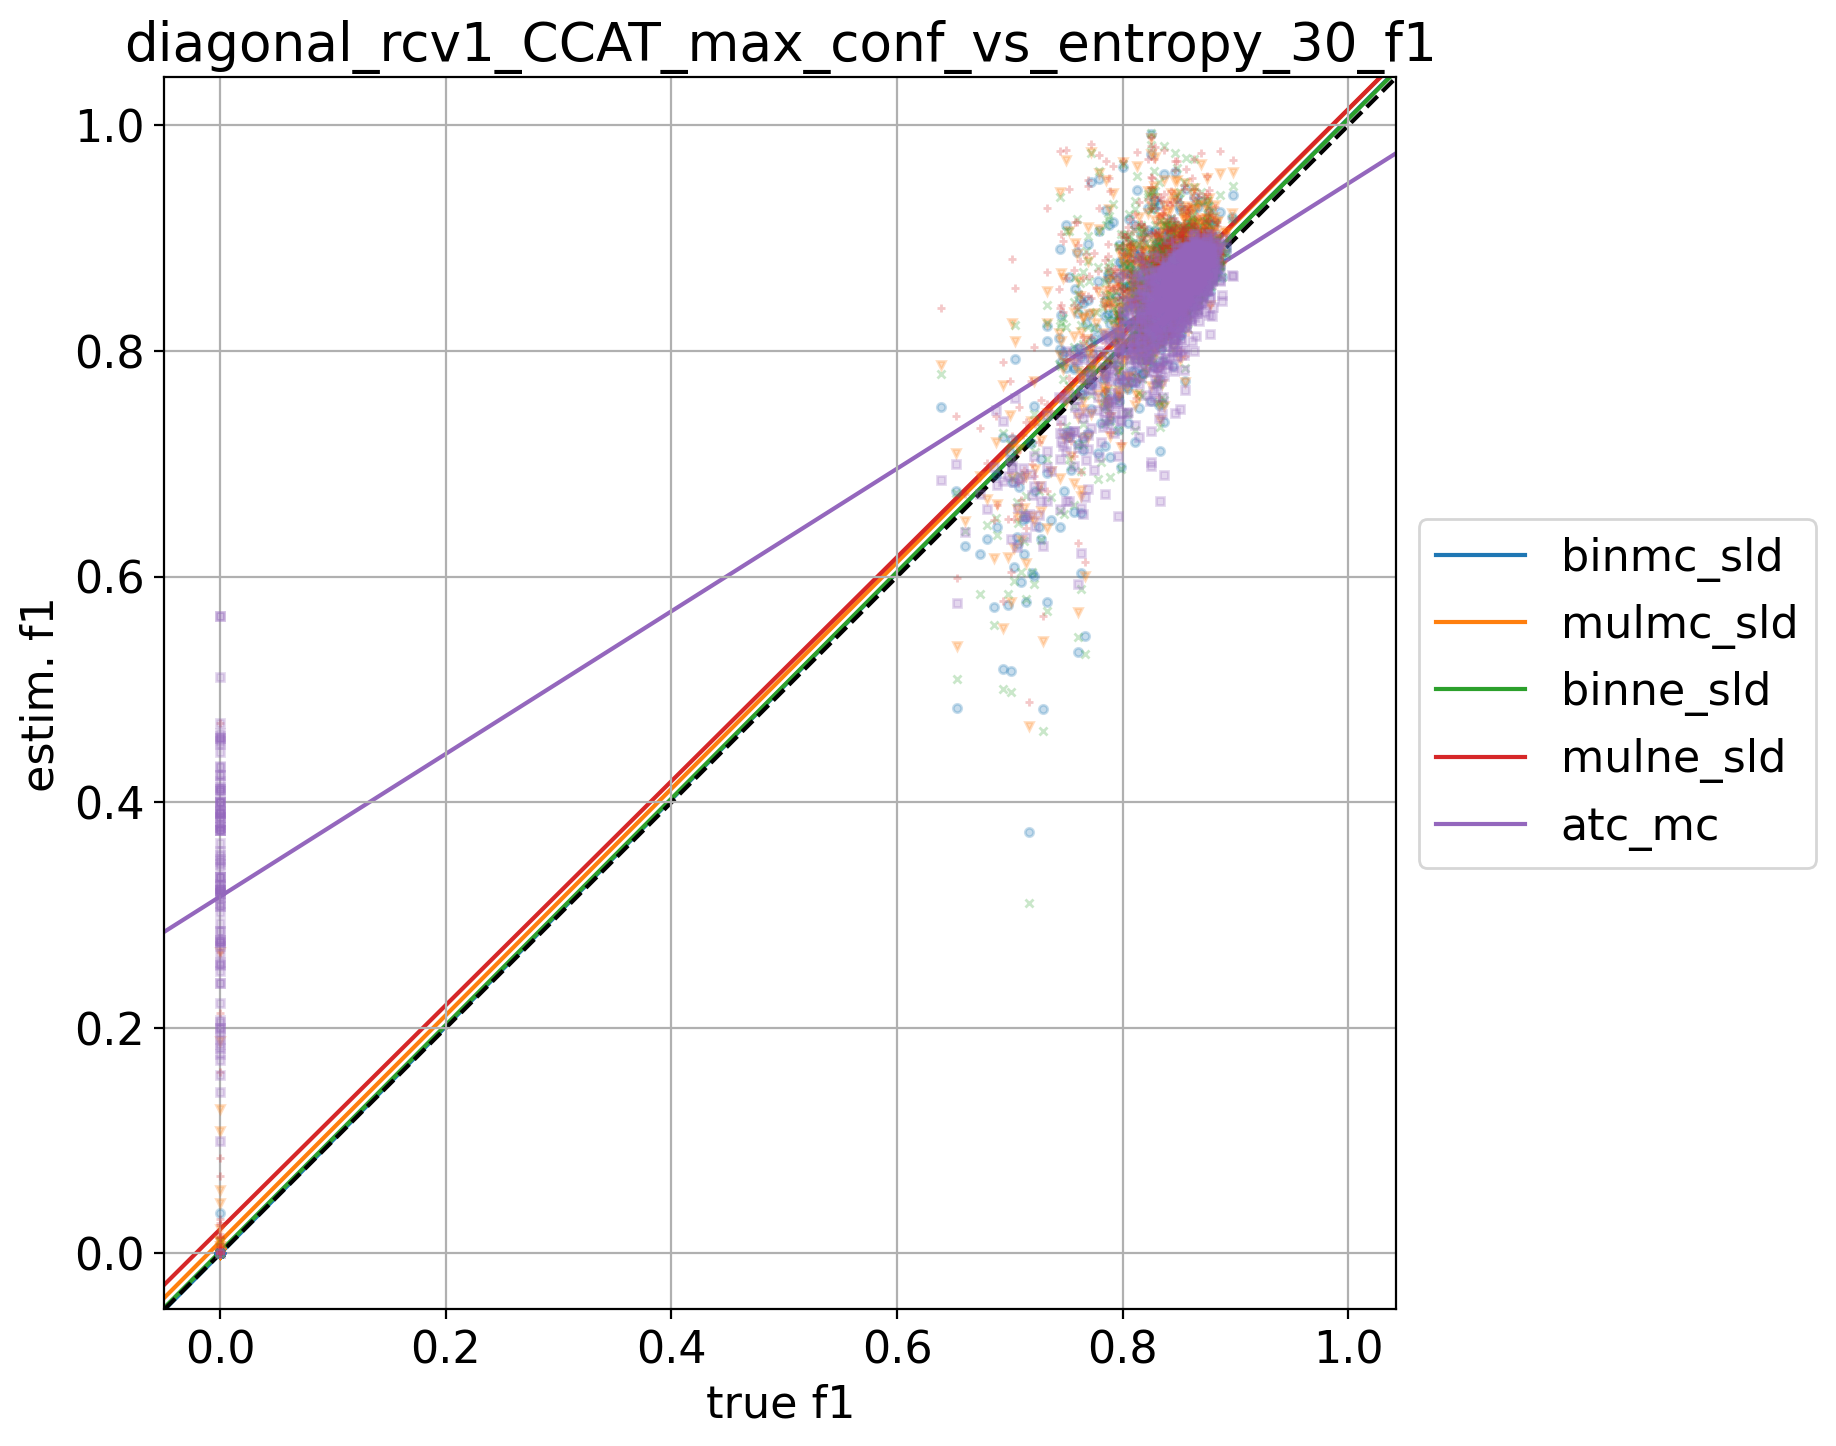 diagonal_rcv1_CCAT_max_conf_vs_entropy_30_f1
1.0
0.8
0.6
0.4
0.2
0.0
estim. f1
0.0 0.2 0.4 0.6 0.8 1.0
true f1
binmc_sld
mulmc_sld
binne_sld
mulne_sld
atc_mc